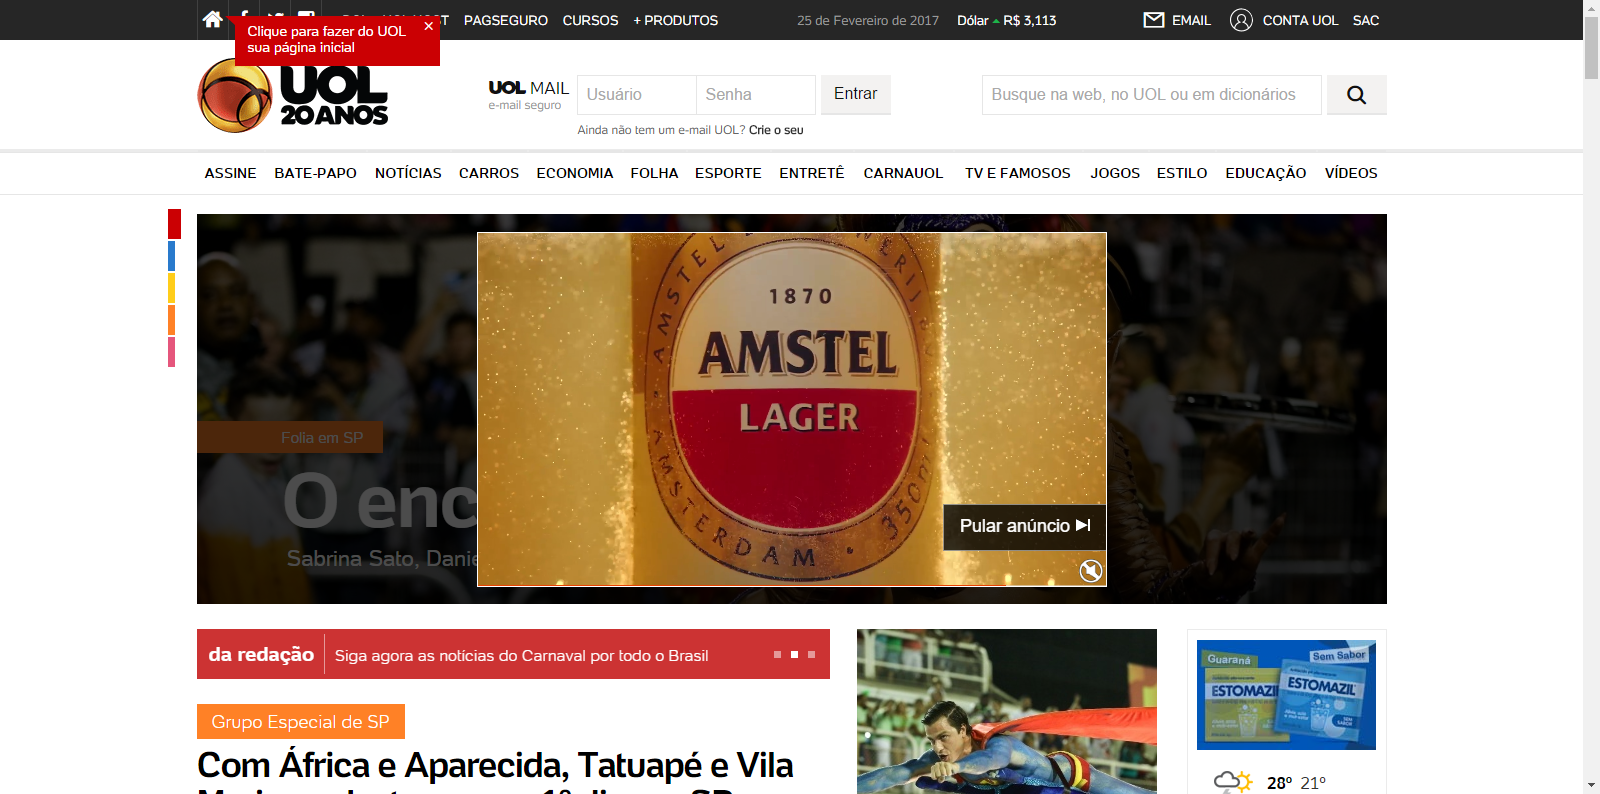 PAGSEGURO CURSOS + PRODUTOS 25 de Fevereiro de 2017 Dólar R$ 3,113 EMAIL CONTA UOL SAC
Clique para fazer do UOL
sua página inicial
UOL
20 ANOS
UOL MAIL
e-mail seguro
Usuário Senha Entrar
Busque na web, no UOL ou em dicionários
Ainda não tem um e-mail UOL? Crie o seu
ASSINE BATE-PAPO NOTÍCIAS CARROS ECONOMIA FOLHA ESPORTE ENTRETÊ CARNAUOL TV E FAMOSOS JOGOS ESTILO EDUCAÇÃO VÍDEOS
AMSTEL
1870
AMSTEL
LAGER
AMSTERDAM • 350m
Pular anúncio
Folia em SP
O enc
Sabrina Sato, Danie
da redação Siga agora as notícias do Carnaval por todo o Brasil
Grupo Especial de SP
Com África e Aparecida, Tatuapé e Vila
Guaraná Sem Sabor
ESTOMAZIL ESTOMAZIL
28º 21º